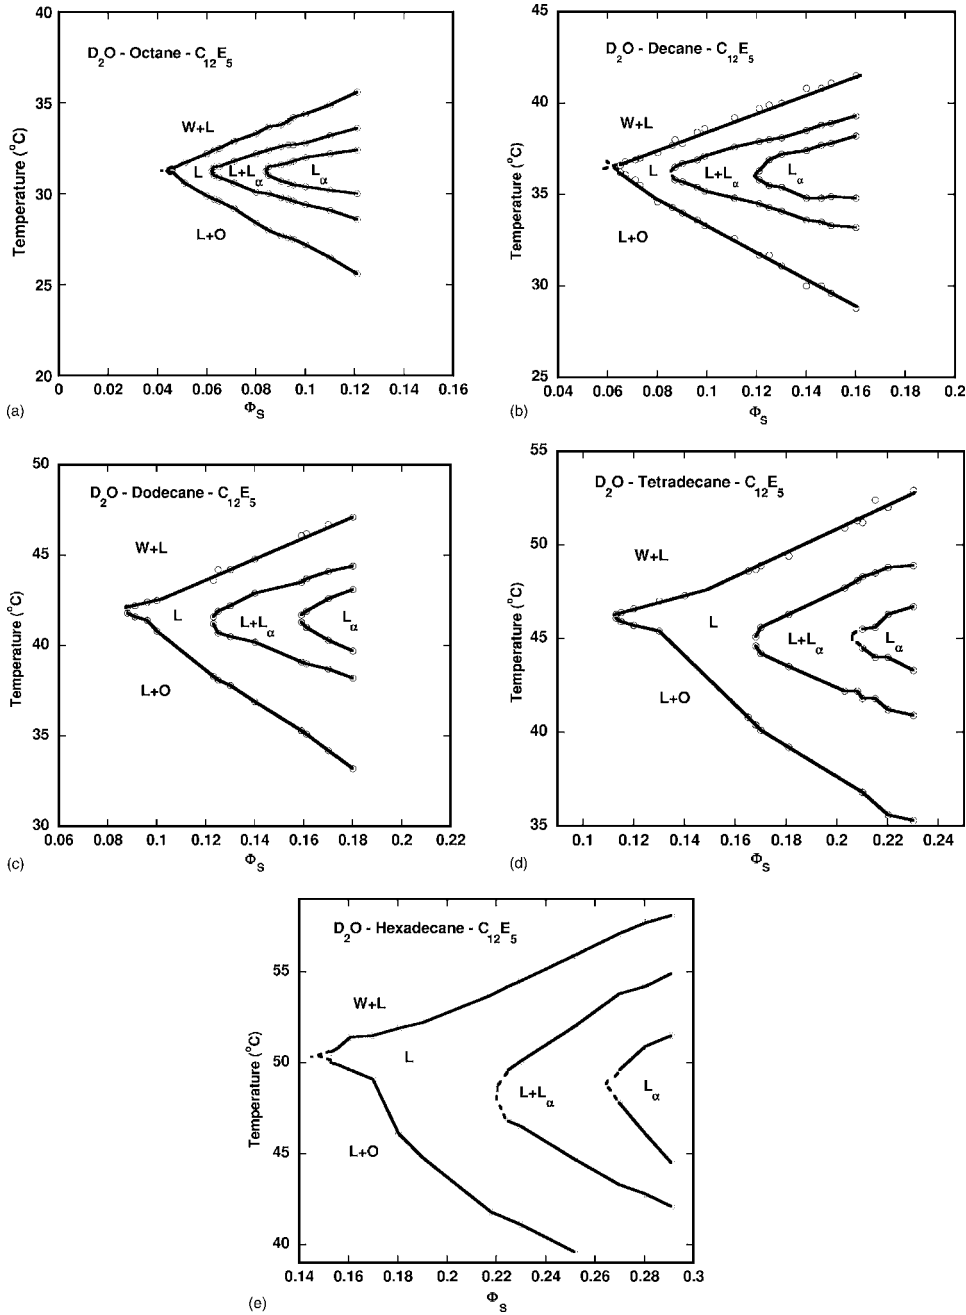 D2O - Octane - C12E5
40
35
30
25
20
Temperature (°C)
W+L
L
L+Lα
Lα
L+O
0 0.02 0.04 0.06 0.08 0.1 0.12 0.14 0.16
ΦS
(a)
D2O - Decane - C12E5
45
40
35
30
25
Temperature (°C)
W+L
L
L+Lα
Lα
L+O
0.04 0.06 0.08 0.1 0.12 0.14 0.16 0.18 0.2
ΦS
(b)
D2O - Dodecane - C12E5
50
45
40
35
30
Temperature (°C)
W+L
L
L+Lα
Lα
L+O
0.06 0.08 0.1 0.12 0.14 0.16 0.18 0.2 0.22
ΦS
(c)
D2O - Tetradecane - C12E5
55
50
45
40
35
Temperature (°C)
W+L
L
L+Lα
Lα
L+O
0.1 0.12 0.14 0.16 0.18 0.2 0.22 0.24
ΦS
(d)
D2O - Hexadecane - C12E5
55
50
45
40
Temperature (°C)
W+L
L
L+Lα
Lα
L+O
0.14 0.16 0.18 0.2 0.22 0.24 0.26 0.28 0.3
ΦS
(e)